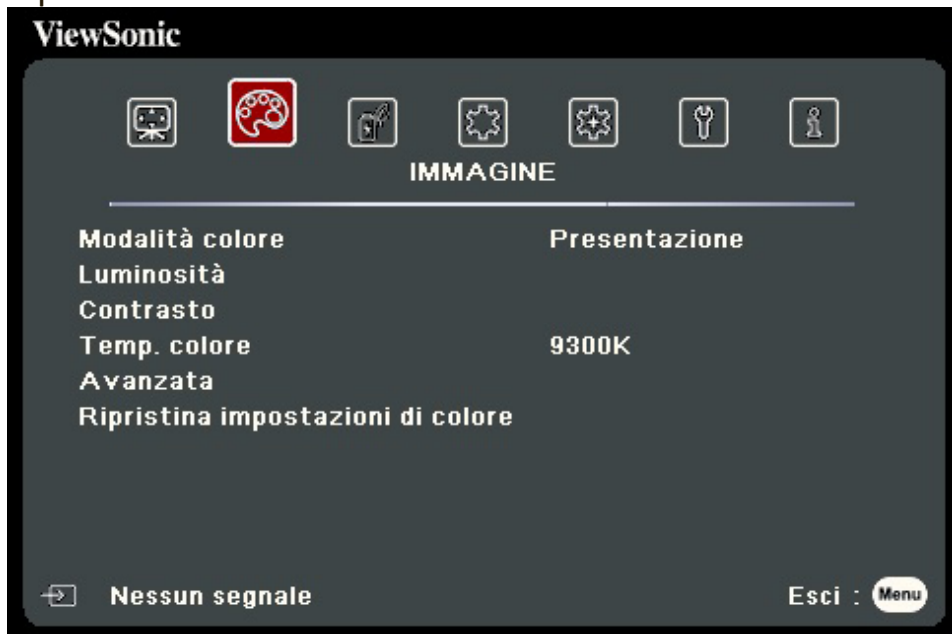 ViewSonic
IMMAGINE
Modalità colore Presentazione
Luminosità
Contrasto
Temp. colore 9300K
Avanzata
Ripristina impostazioni di colore
Nessun segnale Esci : Menu